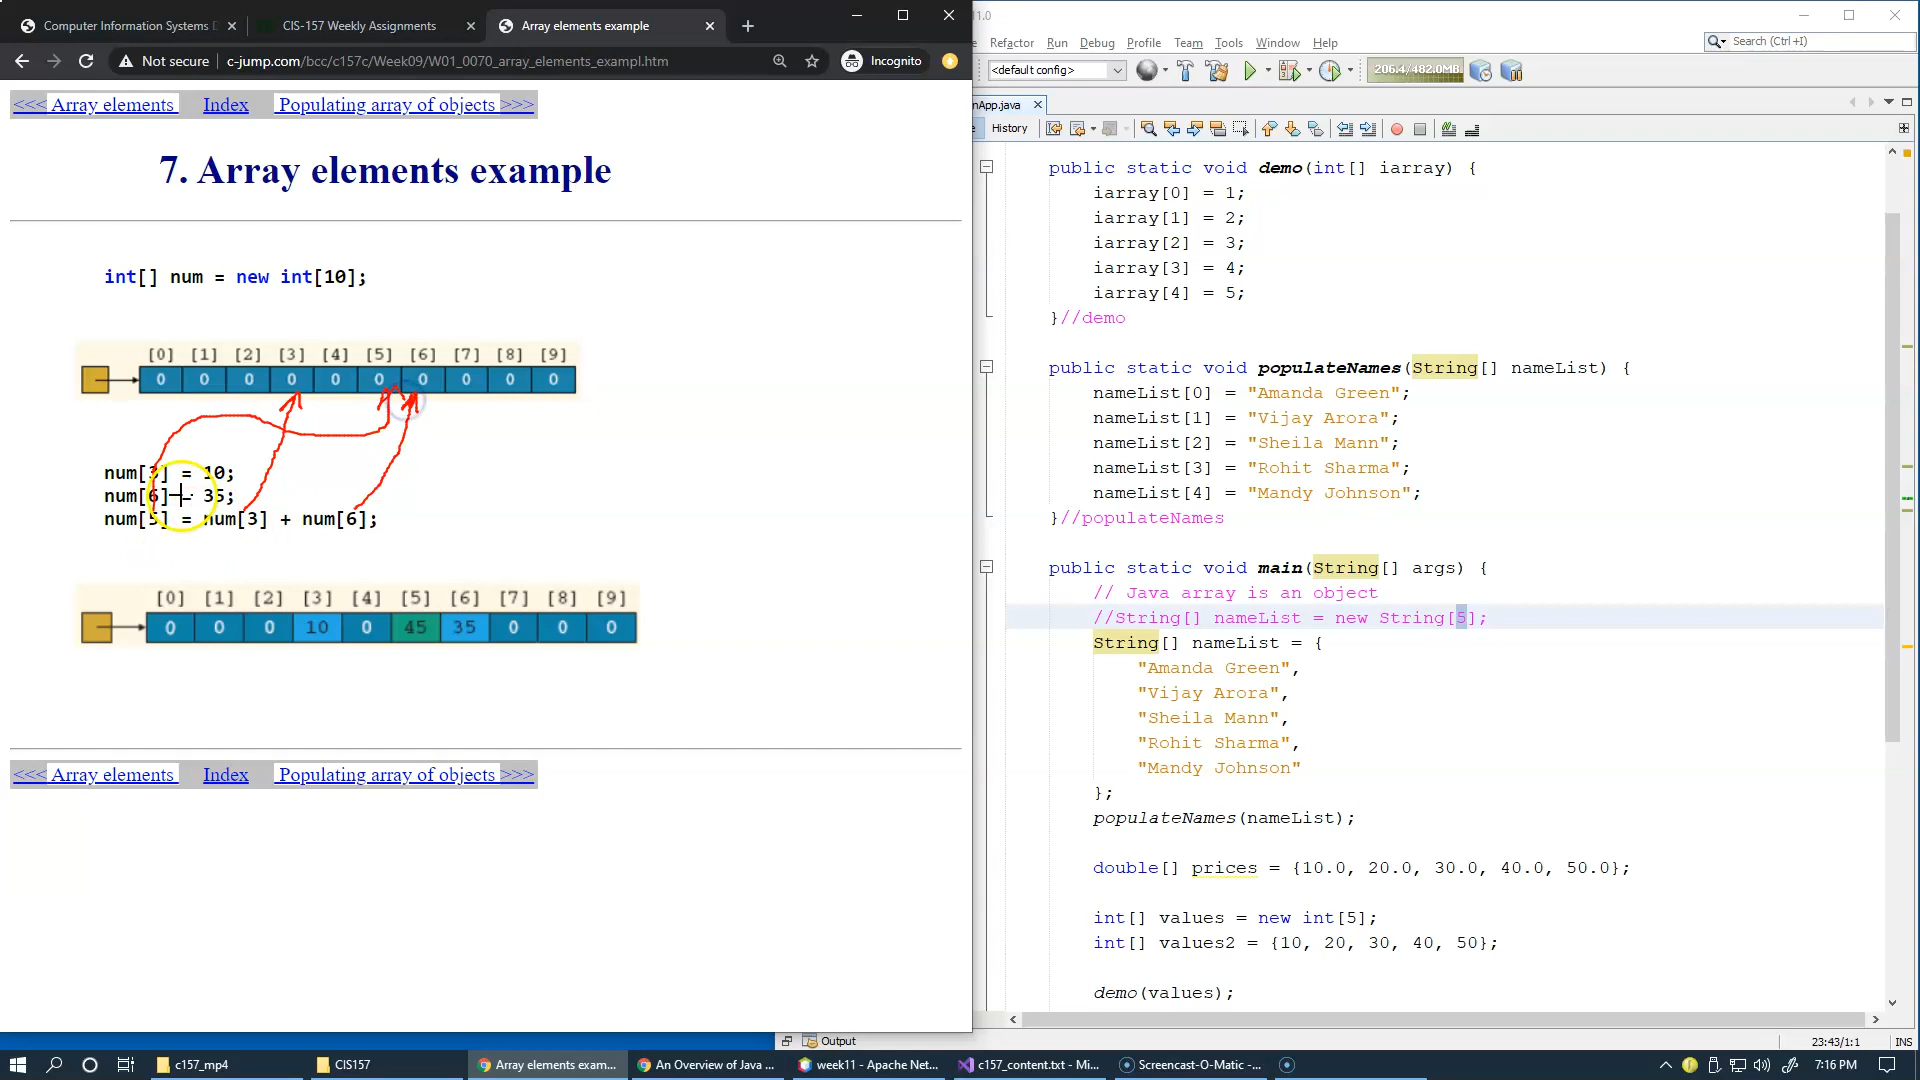 Computer Information Systems D
CIS-157 Weekly Assignments
Array elements example
Not secure
c-jump.com/bcc/c157c/Week09/W01_0070_array_elements_exampl.htm
Incognito
<<< Array elements Index Populating array of objects >>>
7. Array elements example
int[] num = new int[10];
[0] [1] [2] [3] [4] [5] [6] [7] [8] [9]
0 0 0 0 0 0 0 0 0 0
num[3] = 10;
num[6] = 35;
num[5] = num[3] + num[6];
[0] [1] [2] [3] [4] [5] [6] [7] [8] [9]
0 0 0 10 0 45 35 0 0 0
<<< Array elements Index Populating array of objects >>>
11.0
Refactor Run Debug Profile Team Tools Window Help
Search (Ctrl+I)
<default config>
206.4/482.0MB
nApp.java
History
public static void demo(int[] iarray) {
iarray[0] = 1;
iarray[1] = 2;
iarray[2] = 3;
iarray[3] = 4;
iarray[4] = 5;
}//demo
public static void populateNames(String[] nameList) {
nameList[0] = "Amanda Green";
nameList[1] = "Vijay Arora";
nameList[2] = "Sheila Mann";
nameList[3] = "Rohit Sharma";
nameList[4] = "Mandy Johnson";
}//populateNames
public static void main(String[] args) {
// Java array is an object
//String[] nameList = new String[5];
String[] nameList = {
"Amanda Green",
"Vijay Arora",
"Sheila Mann",
"Rohit Sharma",
"Mandy Johnson"
};
populateNames(nameList);
double[] prices = {10.0, 20.0, 30.0, 40.0, 50.0};
int[] values = new int[5];
int[] values2 = {10, 20, 30, 40, 50};
demo(values);
Output
23:43/1:1 INS
c157_mp4
CIS157
Array elements exam...
An Overview of Java ...
week11 - Apache Net...
c157_content.txt - Mi...
Screencast-O-Matic -...
7:16 PM